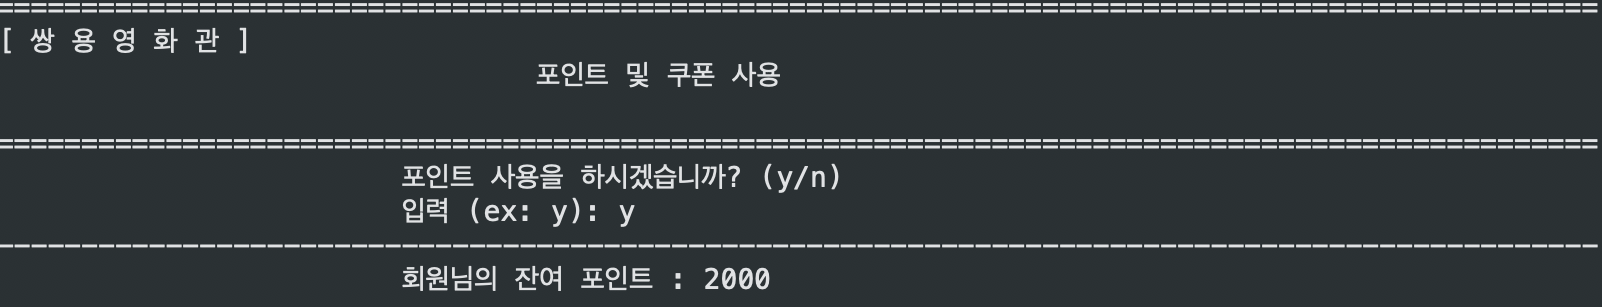 [ 쌍 용 영 화 관 ]
포인트 및 쿠폰 사용
포인트 사용을 하시겠습니까? (y/n)
입력 (ex: y): y
회원님의 잔여 포인트 : 2000